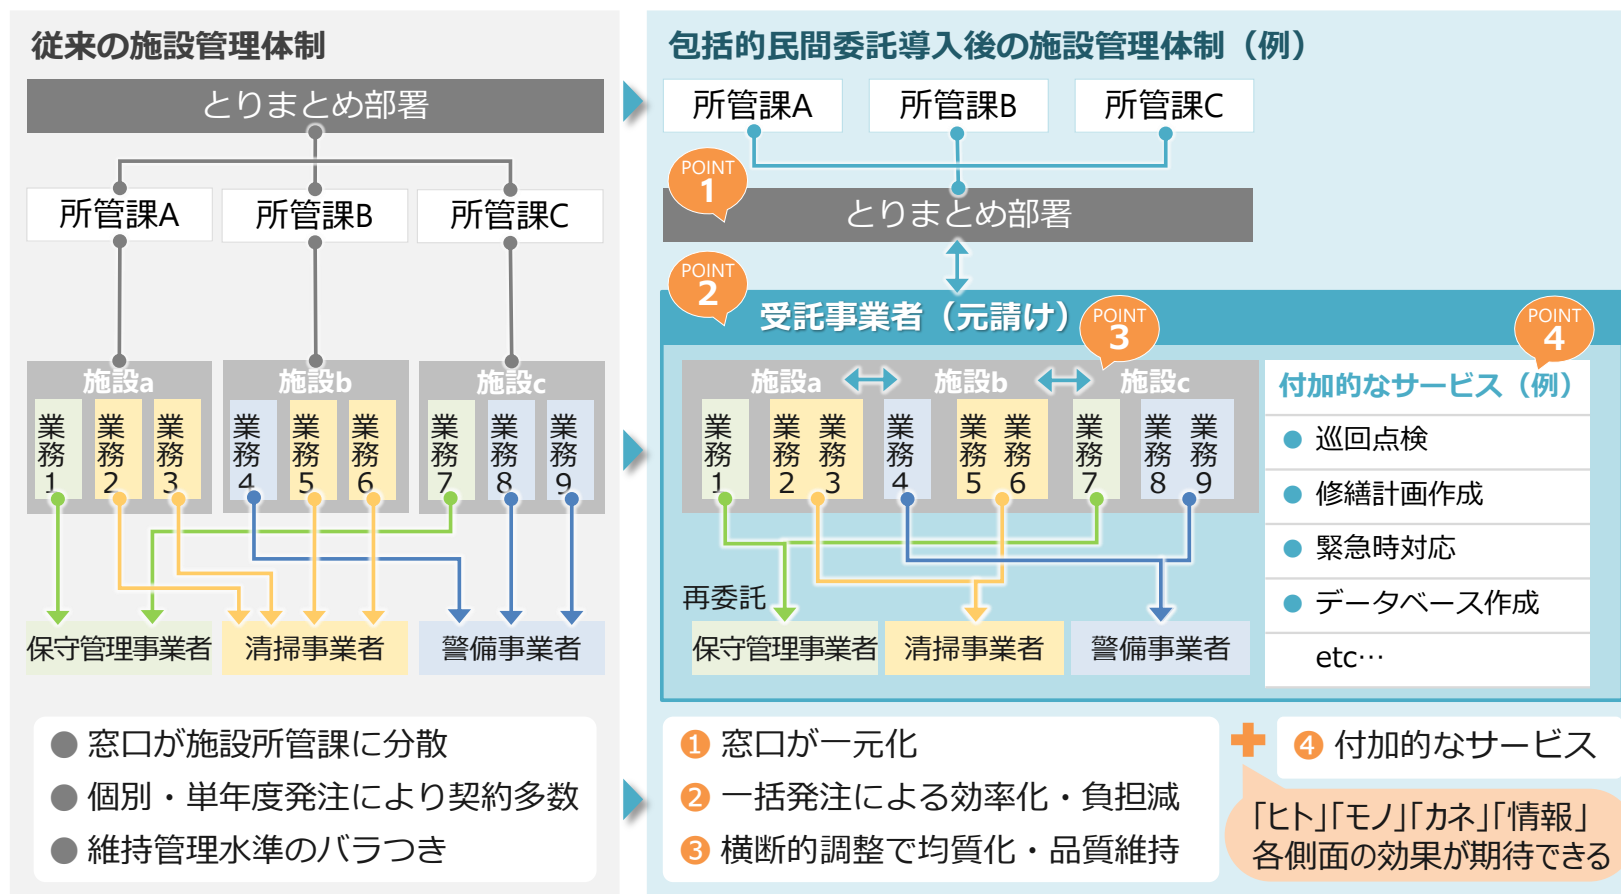 従来の施設管理体制
とりまとめ部署
所管課A
所管課B
所管課C
施設a
施設b
施設c
業務1
業務2
業務3
業務4
業務5
業務6
業務7
業務8
業務9
保守管理事業者
清掃事業者
警備事業者
● 窓口が施設所管課に分散
● 個別・単年度発注により契約多数
● 維持管理水準のバラつき
包括的民間委託導入後の施設管理体制（例）
所管課A
所管課B
所管課C
POINT
1
とりまとめ部署
POINT
2
受託事業者（元請け）
POINT
3
POINT
4
施設a
施設b
施設c
業務1
業務2
業務3
業務4
業務5
業務6
業務7
業務8
業務9
再委託
保守管理事業者
清掃事業者
警備事業者
付加的なサービス（例）
● 巡回点検
● 修繕計画作成
● 緊急時対応
● データベース作成
etc…
❶ 窓口が一元化
❷ 一括発注による効率化・負担減
❸ 横断的調整で均質化・品質維持
❹ 付加的なサービス
「ヒト」「モノ」「カネ」「情報」
各側面の効果が期待できる